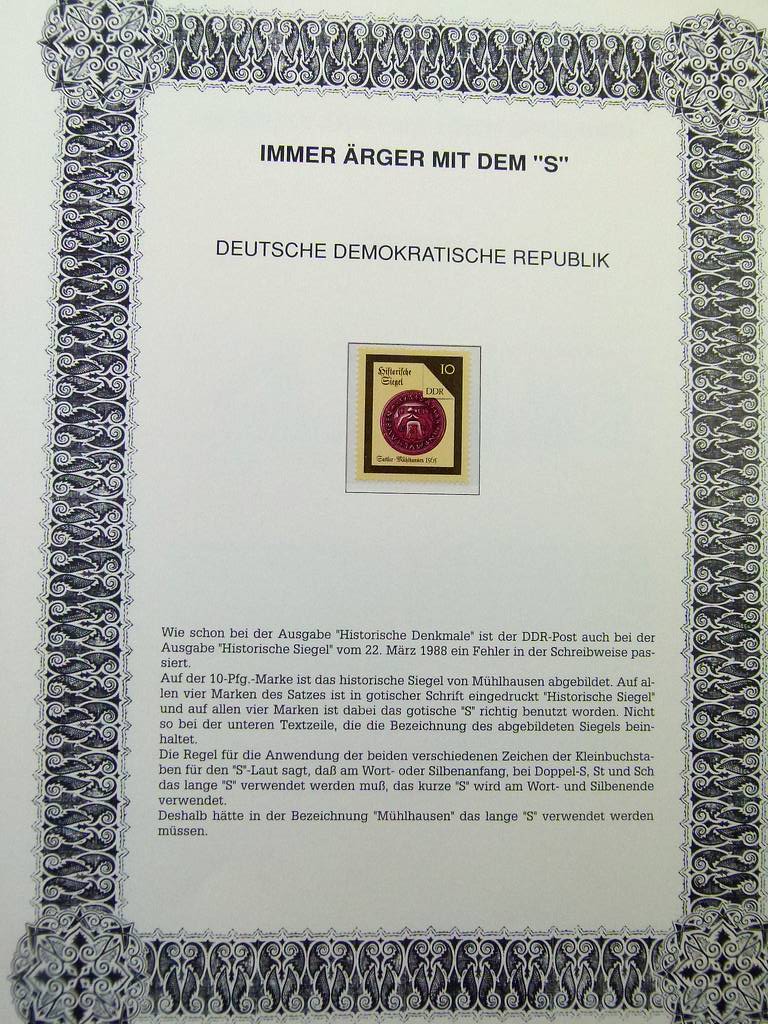 IMMER ÄRGER MIT DEM "S"
DEUTSCHE DEMOKRATISCHE REPUBLIK
Hiſtoriſche
Siegel
10
DDR
Sattler-Mühlhausen 1565
Wie schon bei der Ausgabe "Historische Denkmale" ist der DDR-Post auch bei der
Ausgabe "Historische Siegel" vom 22. März 1988 ein Fehler in der Schreibweise pas-
siert.
Auf der 10-Pfg.-Marke ist das historische Siegel von Mühlhausen abgebildet. Auf al-
len vier Marken des Satzes ist in gotischer Schrift eingedruckt "Historische Siegel"
und auf allen vier Marken ist dabei das gotische "S" richtig benutzt worden. Nicht
so bei der unteren Textzeile, die die Bezeichnung des abgebildeten Siegels bein-
haltet.
Die Regel für die Anwendung der beiden verschiedenen Zeichen der Kleinbuchsta-
ben für den "S"-Laut sagt, daß am Wort- oder Silbenanfang, bei Doppel-S, St und Sch
das lange "S" verwendet werden muß, das kurze "S" wird am Wort- und Silbenende
verwendet.
Deshalb hätte in der Bezeichnung "Mühlhausen" das lange "S" verwendet werden
müssen.